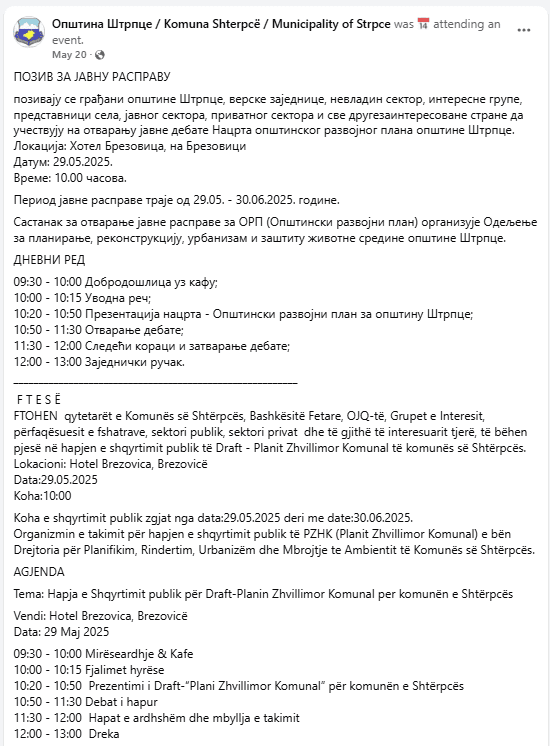 Општина Штрпце / Komuna Shterpcë / Municipality of Strpce was 📅 attending an
event.
May 20 ·
ПОЗИВ ЗА ЈАВНУ РАСПРАВУ
позивају се грађани општине Штрпце, верске заједнице, невладин сектор, интересне групе,
представници села, јавног сектора, приватног сектора и све другезаинтересоване стране да
учествују на отварању јавне дебате Нацрта општинског развојног плана општине Штрпце.
Локација: Хотел Брезовица, на Брезовици
Датум: 29.05.2025.
Време: 10.00 часова.
Период јавне расправе траје од 29.05. - 30.06.2025. године.
Састанак за отварање јавне расправе за ОРП (Општински развојни план) организује Одељење
за планирање, реконструкцију, урбанизам и заштиту животне средине општине Штрпце.
ДНЕВНИ РЕД
09:30 - 10:00 Добродошлица уз кафу;
10:00 - 10:15 Уводна реч;
10:20 - 10:50 Презентација нацрта - Општински развојни план за општину Штрпце;
10:50 - 11:30 Отварање дебате;
11:30 - 12:00 Следећи кораци и затварање дебате;
12:00 - 13:00 Заједнички ручак.
F T E S Ë
FTOHEN qytetarët e Komunës së Shtërpcës, Bashkësitë Fetare, OJQ-të, Grupet e Interesit,
përfaqësuesit e fshatrave, sektori publik, sektori privat dhe të gjithë të interesuarit tjerë, të bëhen
pjesë në hapjen e shqyrtimit publik të Draft - Planit Zhvillimor Komunal të komunës së Shtërpcës.
Lokacioni: Hotel Brezovica, Brezovicë
Data:29.05.2025
Koha:10:00
Koha e shqyrtimit publik zgjat nga data:29.05.2025 deri me date:30.06.2025.
Organizmin e takimit për hapjen e shqyrtimit publik të PZHK (Planit Zhvillimor Komunal) e bën
Drejtoria për Planifikim, Rindertim, Urbanizëm dhe Mbrojtje te Ambientit të Komunës së Shtërpcës.
AGJENDA
Tema: Hapja e Shqyrtimit publik për Draft-Planin Zhvillimor Komunal per komunën e Shtërpcës
Vendi: Hotel Brezovica, Brezovicë
Data: 29 Maj 2025
09:30 - 10:00 Mirëseardhje & Kafe
10:00 - 10:15 Fjalimet hyrëse
10:20 - 10:50 Prezentimi i Draft-“Plani Zhvillimor Komunal” për komunën e Shtërpcës
10:50 - 11:30 Debat i hapur
11:30 - 12:00 Hapat e ardhshëm dhe mbyllja e takimit
12:00 - 13:00 Dreka